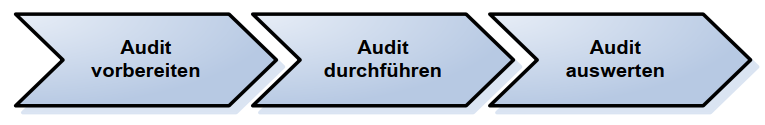 Audit
vorbereiten
Audit
durchführen
Audit
auswerten